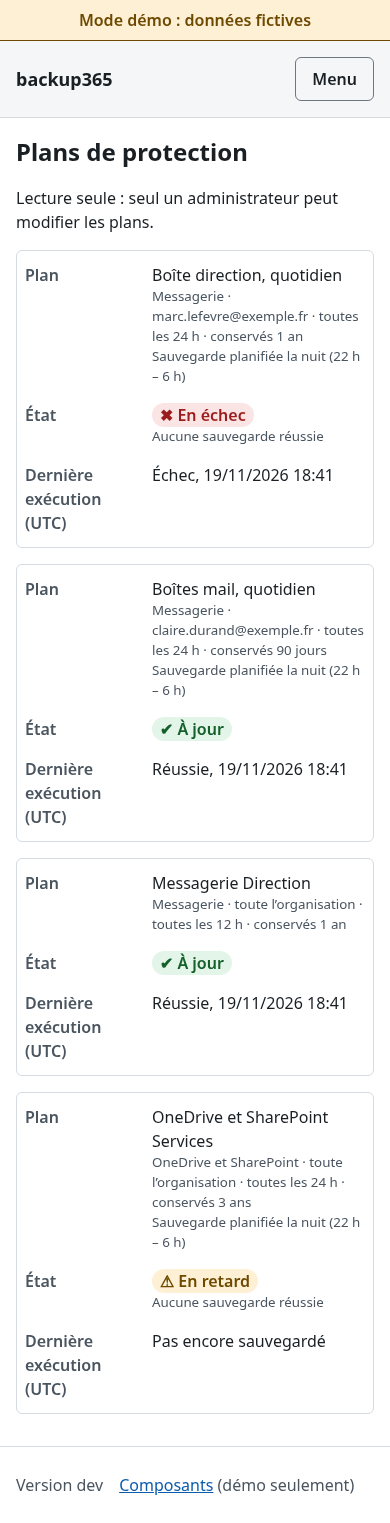 Mode démo : données fictives
backup365
Menu
Plans de protection
Lecture seule : seul un administrateur peut
modifier les plans.
Plan
Boîte direction, quotidien
Messagerie ·
marc.lefevre@exemple.fr · toutes
les 24 h · conservés 1 an
Sauvegarde planifiée la nuit (22 h
– 6 h)
État
✖ En échec
Aucune sauvegarde réussie
Dernière
exécution
(UTC)
Échec, 19/11/2026 18:41
Plan
Boîtes mail, quotidien
Messagerie ·
claire.durand@exemple.fr · toutes
les 24 h · conservés 90 jours
Sauvegarde planifiée la nuit (22 h
– 6 h)
État
✔ À jour
Dernière
exécution
(UTC)
Réussie, 19/11/2026 18:41
Plan
Messagerie Direction
Messagerie · toute l’organisation ·
toutes les 12 h · conservés 1 an
État
✔ À jour
Dernière
exécution
(UTC)
Réussie, 19/11/2026 18:41
Plan
OneDrive et SharePoint
Services
OneDrive et SharePoint · toute
l’organisation · toutes les 24 h ·
conservés 3 ans
Sauvegarde planifiée la nuit (22 h
– 6 h)
État
⚠ En retard
Aucune sauvegarde réussie
Dernière
exécution
(UTC)
Pas encore sauvegardé
Version dev Composants (démo seulement)